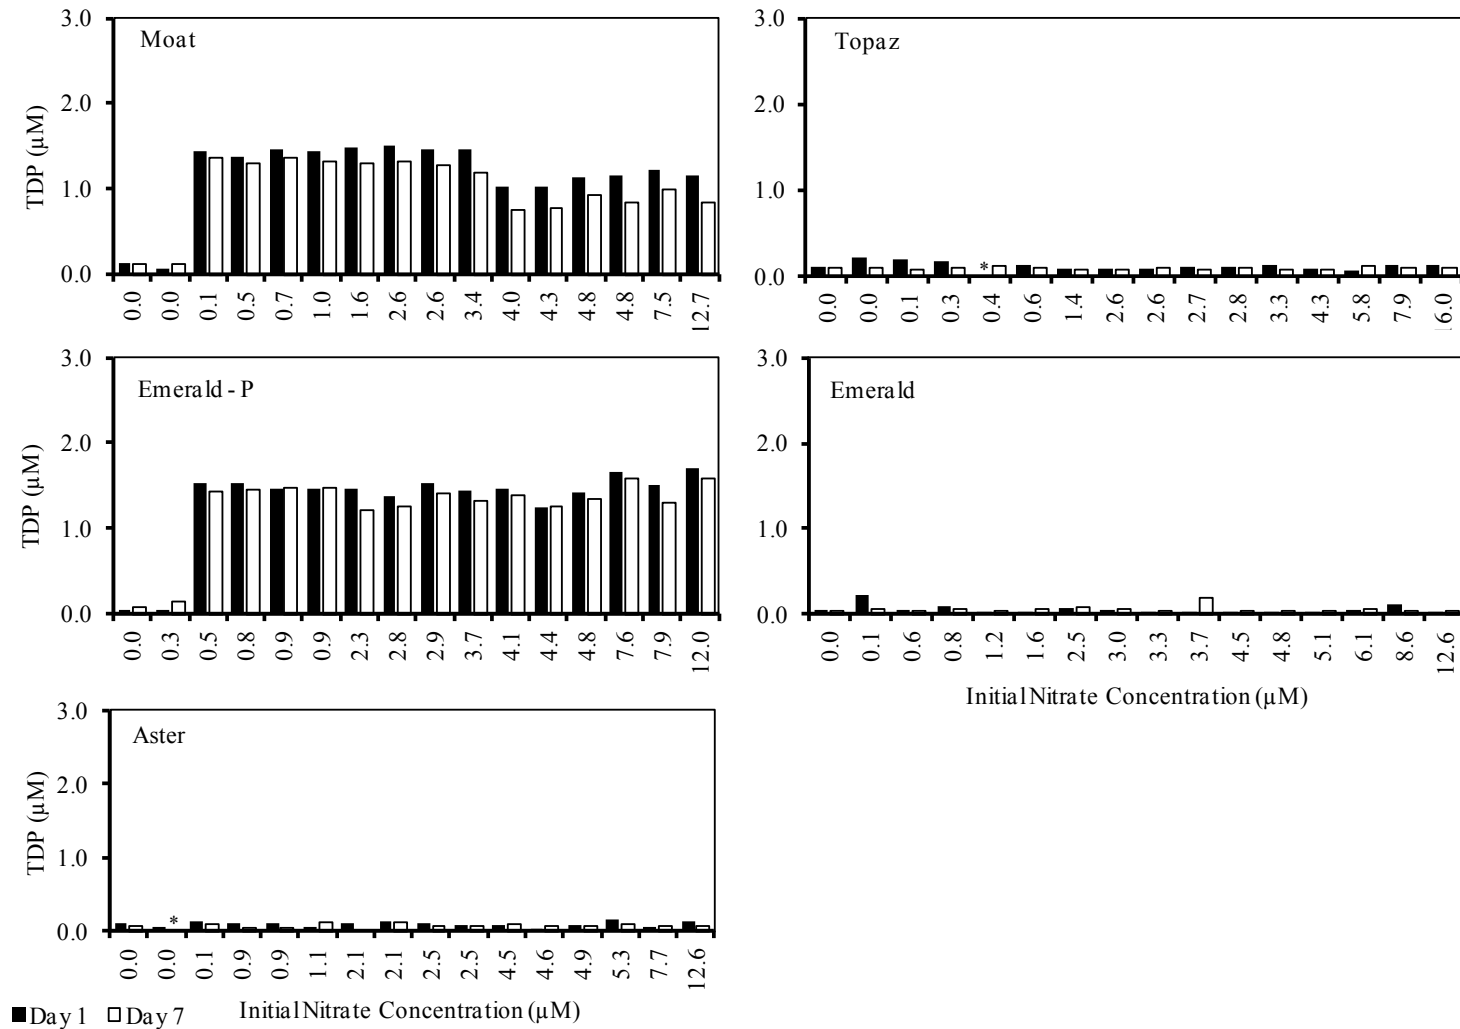 3.0
Moat
2.0
1.0
0.0
TDP (µM)
0.0 0.0 0.1 0.5 0.7 1.0 1.6 2.6 2.6 3.4 4.0 4.3 4.8 4.8 7.5 12.7
3.0
Topaz
2.0
1.0
0.0
*
0.0 0.0 0.1 0.3 0.4 0.6 1.4 2.6 2.6 2.7 2.8 3.3 4.3 5.8 7.9 16.0
3.0
Emerald - P
2.0
1.0
0.0
TDP (µM)
0.0 0.3 0.5 0.8 0.9 0.9 2.3 2.8 2.9 3.7 4.1 4.4 4.8 7.6 7.9 12.0
3.0
Emerald
2.0
1.0
0.0
0.0 0.1 0.6 0.8 1.2 1.6 2.5 3.0 3.3 3.7 4.5 4.8 5.1 6.1 8.6 12.6
Initial Nitrate Concentration (µM)
3.0
Aster
2.0
1.0
0.0
TDP (µM)
*
0.0 0.0 0.1 0.9 0.9 1.1 2.1 2.1 2.5 2.5 4.5 4.6 4.9 5.3 7.7 12.6
Day 1 Day 7 Initial Nitrate Concentration (µM)